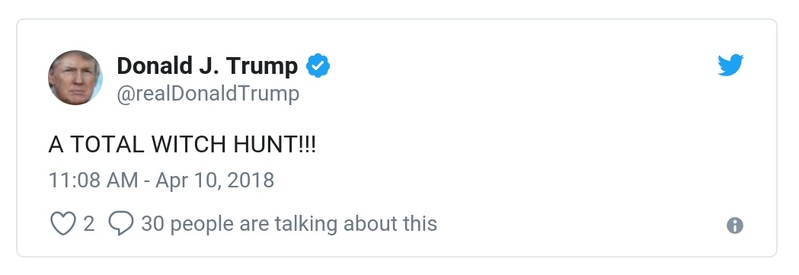 Donald J. Trump
@realDonaldTrump
A TOTAL WITCH HUNT!!!
11:08 AM - Apr 10, 2018
2 30 people are talking about this